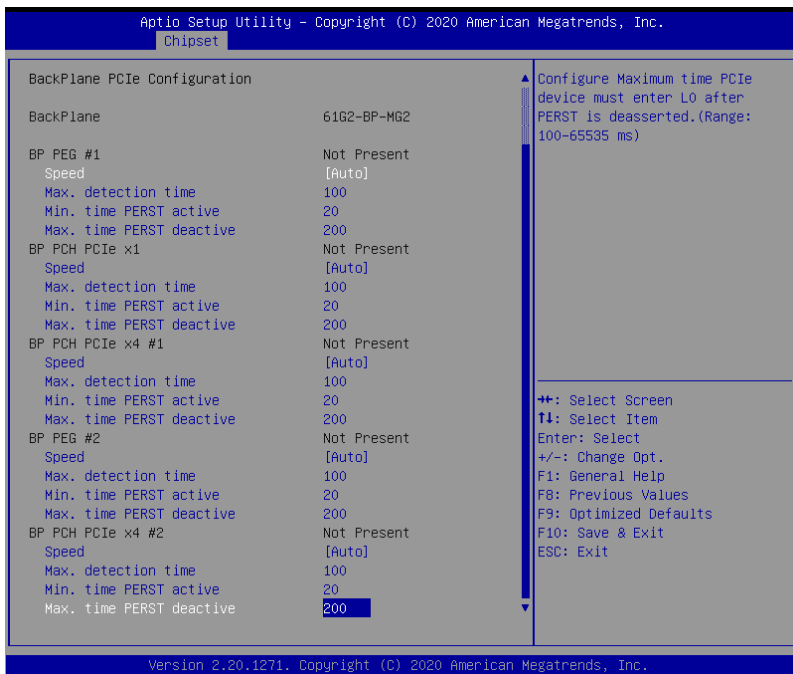 Aptio Setup Utility – Copyright (C) 2020 American Megatrends, Inc.
Chipset
BackPlane PCIe Configuration
BackPlane 61G2-BP-MG2
BP PEG #1 Not Present
Speed [Auto]
Max. detection time 100
Min. time PERST active 20
Max. time PERST deactive 200
BP PCH PCIe x1 Not Present
Speed [Auto]
Max. detection time 100
Min. time PERST active 20
Max. time PERST deactive 200
BP PCH PCIe x4 #1 Not Present
Speed [Auto]
Max. detection time 100
Min. time PERST active 20
Max. time PERST deactive 200
BP PEG #2 Not Present
Speed [Auto]
Max. detection time 100
Min. time PERST active 20
Max. time PERST deactive 200
BP PCH PCIe x4 #2 Not Present
Speed [Auto]
Max. detection time 100
Min. time PERST active 20
Max. time PERST deactive 200
Configure Maximum time PCIe
device must enter L0 after
PERST is deasserted.(Range:
100-65535 ms)
→←: Select Screen
↑↓: Select Item
Enter: Select
+/-: Change Opt.
F1: General Help
F8: Previous Values
F9: Optimized Defaults
F10: Save & Exit
ESC: Exit
Version 2.20.1271. Copyright (C) 2020 American Megatrends, Inc.